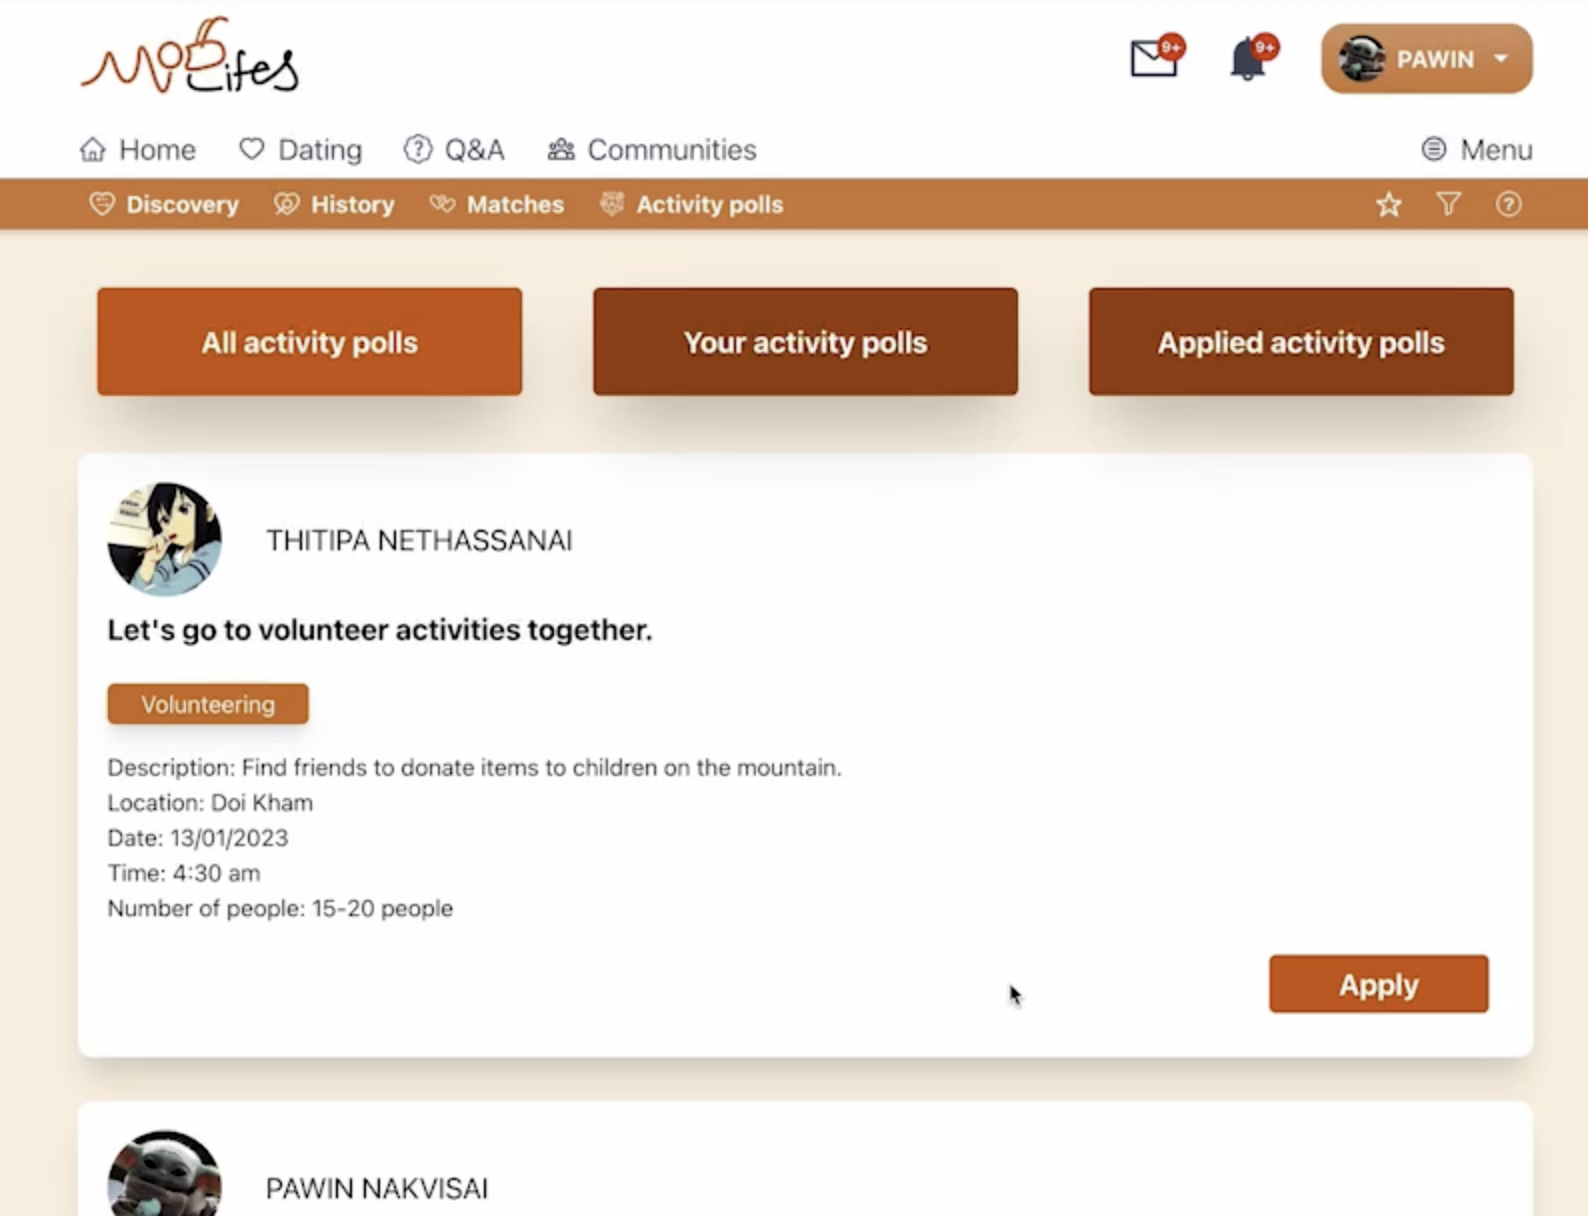 MoBLifes
9+
9+
PAWIN
Home
Dating
Q&A
Communities
Menu
Discovery
History
Matches
Activity polls
All activity polls
Your activity polls
Applied activity polls
THITIPA NETHASSANAI
Let's go to volunteer activities together.
Volunteering
Description: Find friends to donate items to children on the mountain.
Location: Doi Kham
Date: 13/01/2023
Time: 4:30 am
Number of people: 15-20 people
Apply
PAWIN NAKVISAI